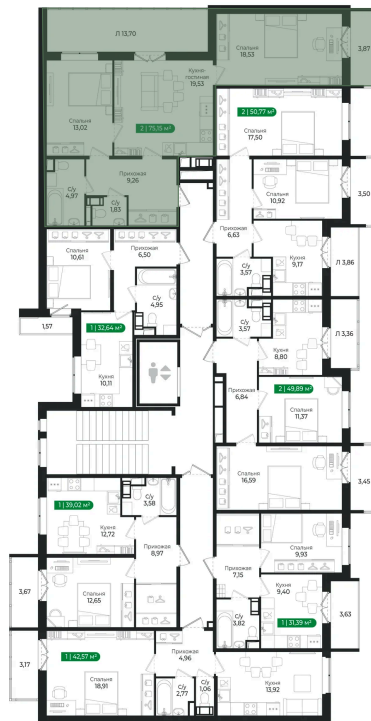 Л 13,70
Спальня
18,53
3,87
Кухня
гостиная
19,53
Спальня
13,02
2 | 75,15 м²
2 | 50,77 м²
Спальня
17,50
Прихожая
9,26
С/у
4,97
С/у
1,83
Спальня
10,92
3,50
Спальня
10,61
Прихожая
6,50
Прихожая
6,63
С/у
3,57
Кухня
9,17
Л 3,86
С/у
4,95
1,57
1 | 32,64 м²
Кухня
10,11
С/у
3,57
Кухня
8,80
Л 3,36
Прихожая
6,84
2 | 49,89 м²
Спальня
11,37
Спальня
16,59
3,45
1 | 39,02 м²
Кухня
12,72
С/у
3,58
Прихожая
8,97
Спальня
9,93
Прихожая
7,15
Кухня
9,40
3,67
Спальня
12,65
С/у
3,82
1 | 31,39 м²
3,63
3,17
1 | 42,57 м²
Спальня
18,91
Прихожая
4,96
С/у
2,77
С/у
1,06
Кухня
13,92